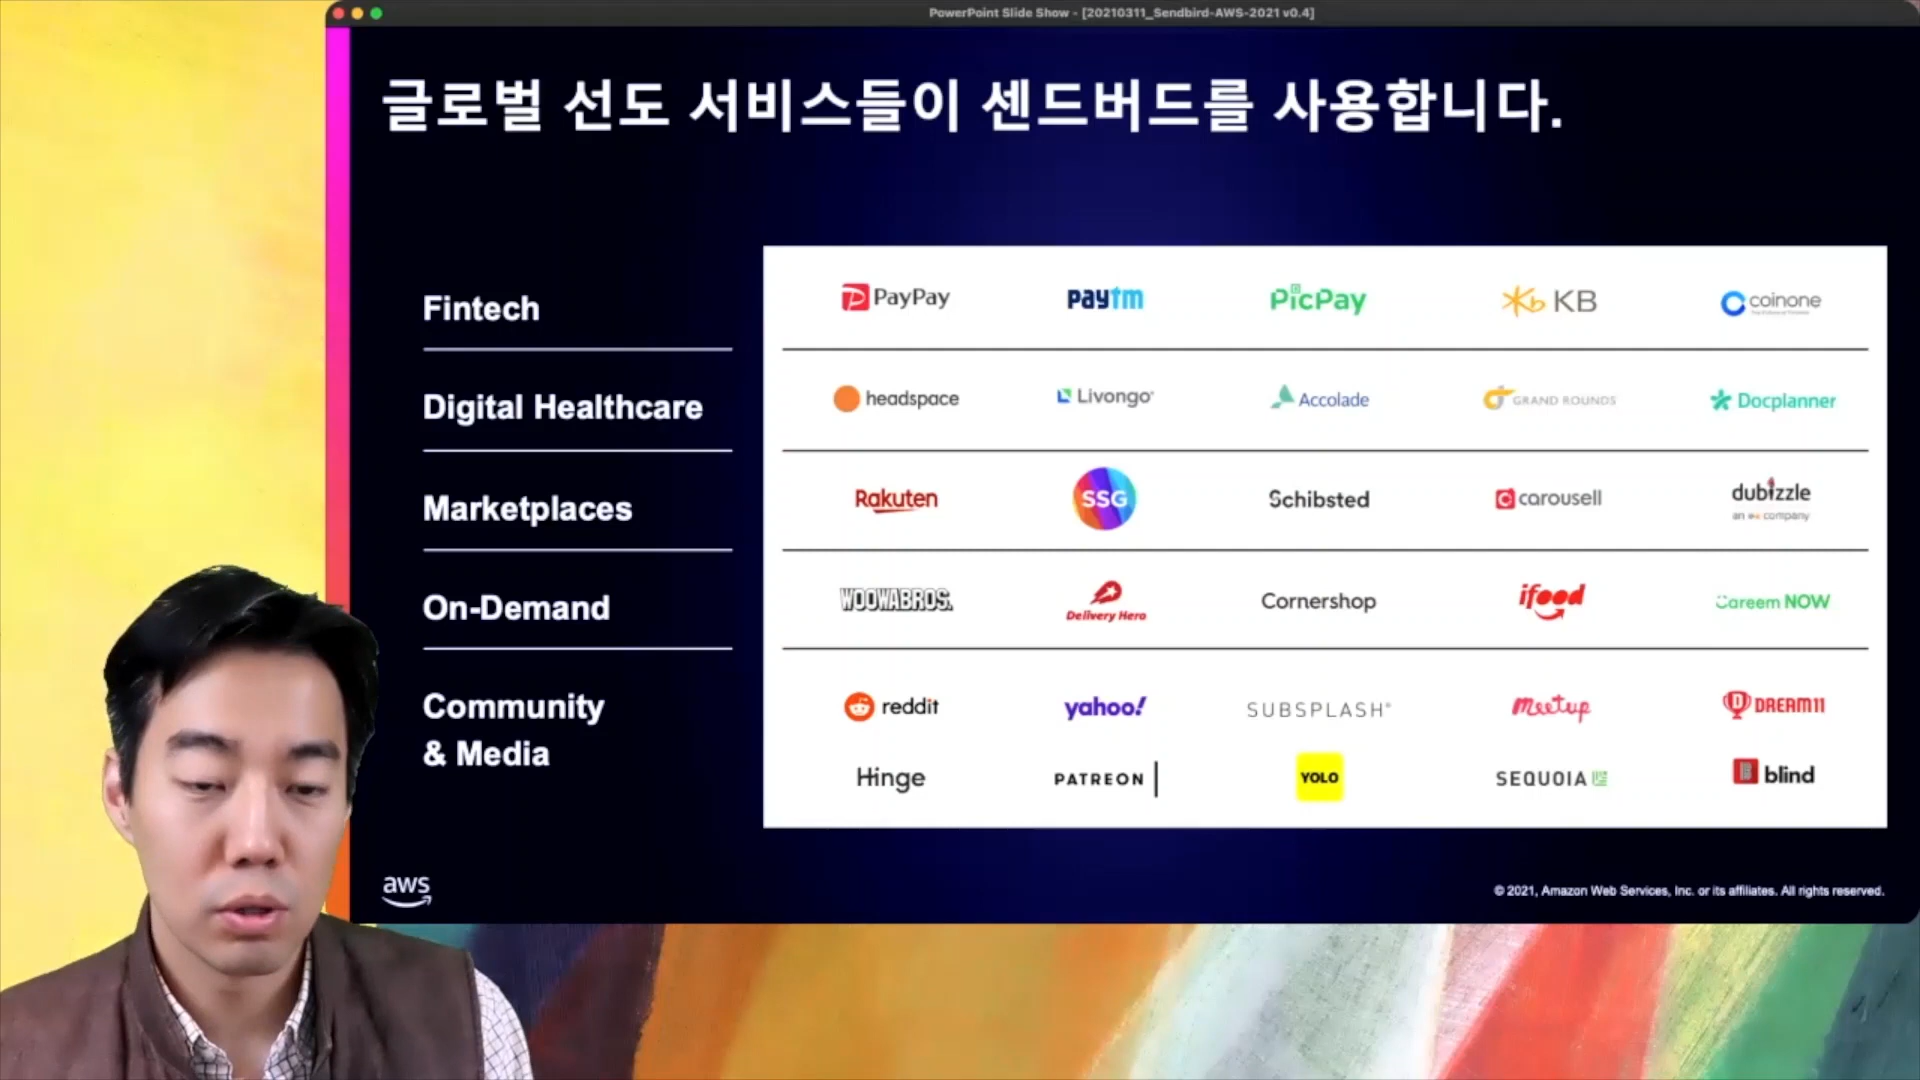 PowerPoint Slide Show - [20210311_Sendbird-AWS-2021 v0.4]
글로벌 선도 서비스들이 센드버드를 사용합니다.
Fintech
PayPay paytm PicPay KB coinone
Digital Healthcare
headspace Livongo Accolade GRAND ROUNDS Docplanner
Marketplaces
Rakuten SSG Schibsted carousell dubizzle
an company
On-Demand
WOOWABROS. Delivery Hero Cornershop ifood Careem NOW
Community
& Media
reddit yahoo! SUBSPLASH® Meetup DREAM11
Hinge PATREON YOLO SEQUOIA blind
aws
© 2021, Amazon Web Services, Inc. or its affiliates. All rights reserved.